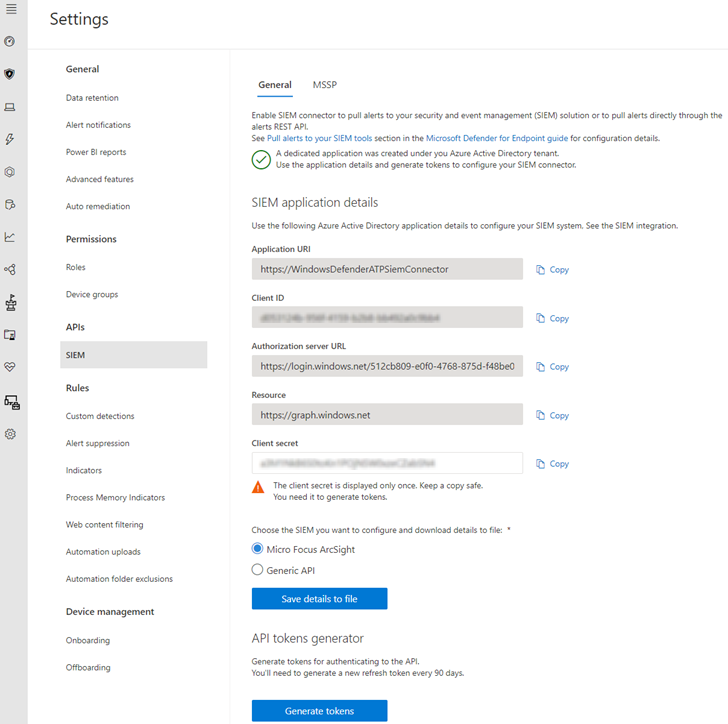 Settings
General
Data retention
Alert notifications
Power BI reports
Advanced features
Auto remediation
Permissions
Roles
Device groups
APIs
SIEM
Rules
Custom detections
Alert suppression
Indicators
Process Memory Indicators
Web content filtering
Automation uploads
Automation folder exclusions
Device management
Onboarding
Offboarding
General MSSP
Enable SIEM connector to pull alerts to your security and event management (SIEM) solution or to pull alerts directly through the
alerts REST API.
See Pull alerts to your SIEM tools section in the Microsoft Defender for Endpoint guide for configuration details.
A dedicated application was created under you Azure Active Directory tenant.
Use the application details and generate tokens to configure your SIEM connector.
SIEM application details
Use the following Azure Active Directory application details to configure your SIEM system. See the SIEM integration.
Application URI
https://WindowsDefenderATPSiemConnector Copy
Client ID
Copy
Authorization server URL
https://login.windows.net/512cb809-e0f0-4768-875d-f48be0 Copy
Resource
https://graph.windows.net Copy
Client secret
Copy
The client secret is displayed only once. Keep a copy safe.
You need it to generate tokens.
Choose the SIEM you want to configure and download details to file: *
Micro Focus ArcSight
Generic API
Save details to file
API tokens generator
Generate tokens for authenticating to the API.
You'll need to generate a new refresh token every 90 days.
Generate tokens